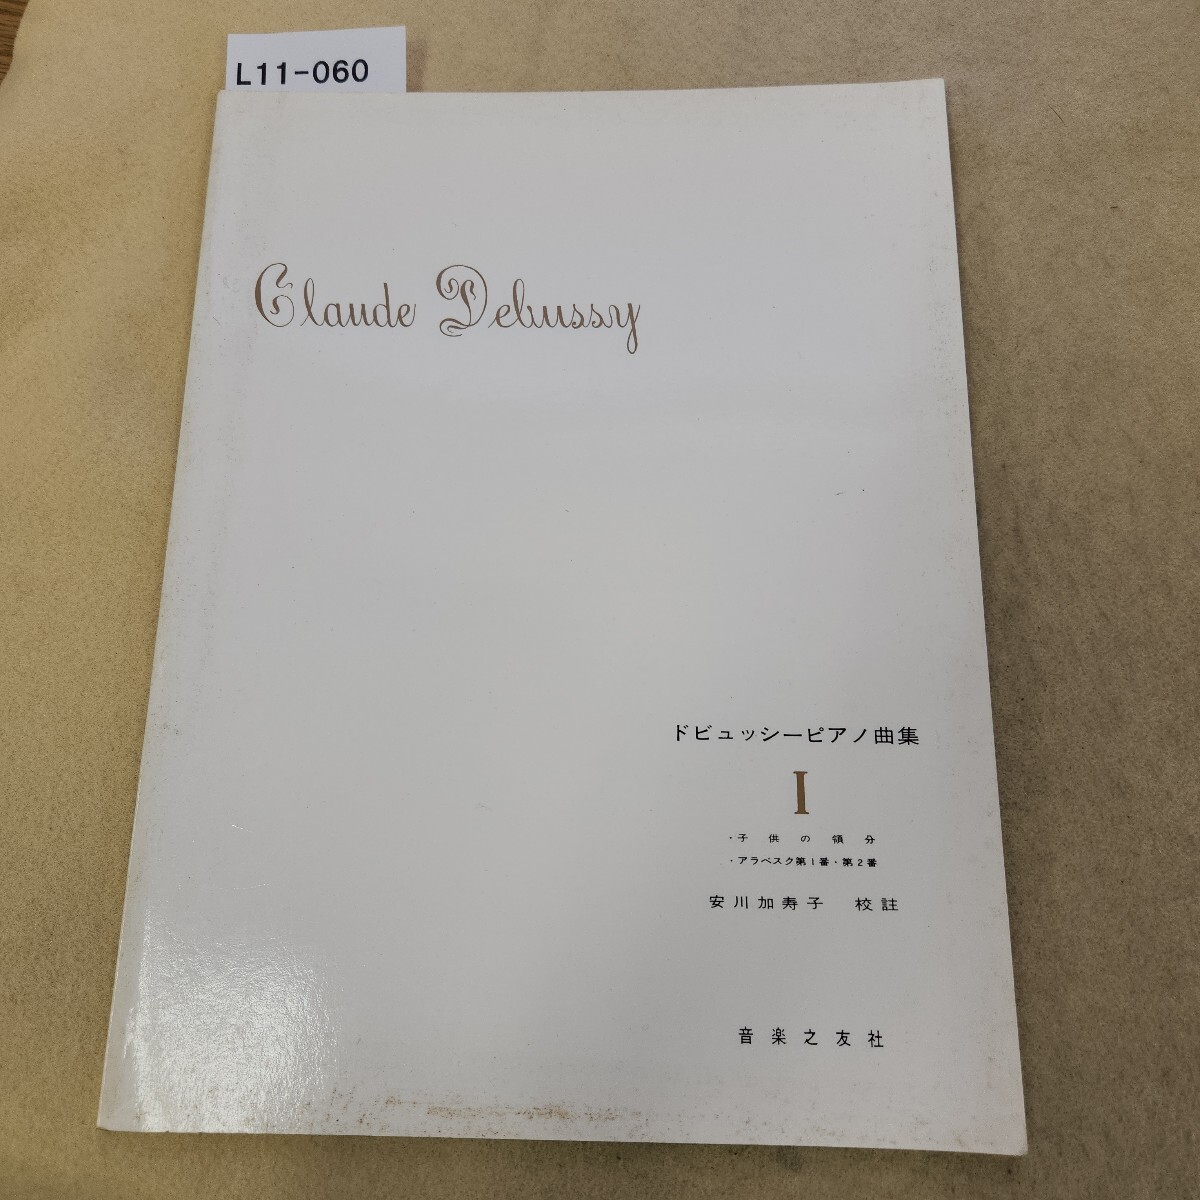 L11-060
Claude Debussy
ドビュッシーピアノ曲集
I
・子供の領分
・アラベスク第1番・第2番
安川加寿子 校註
音楽之友社